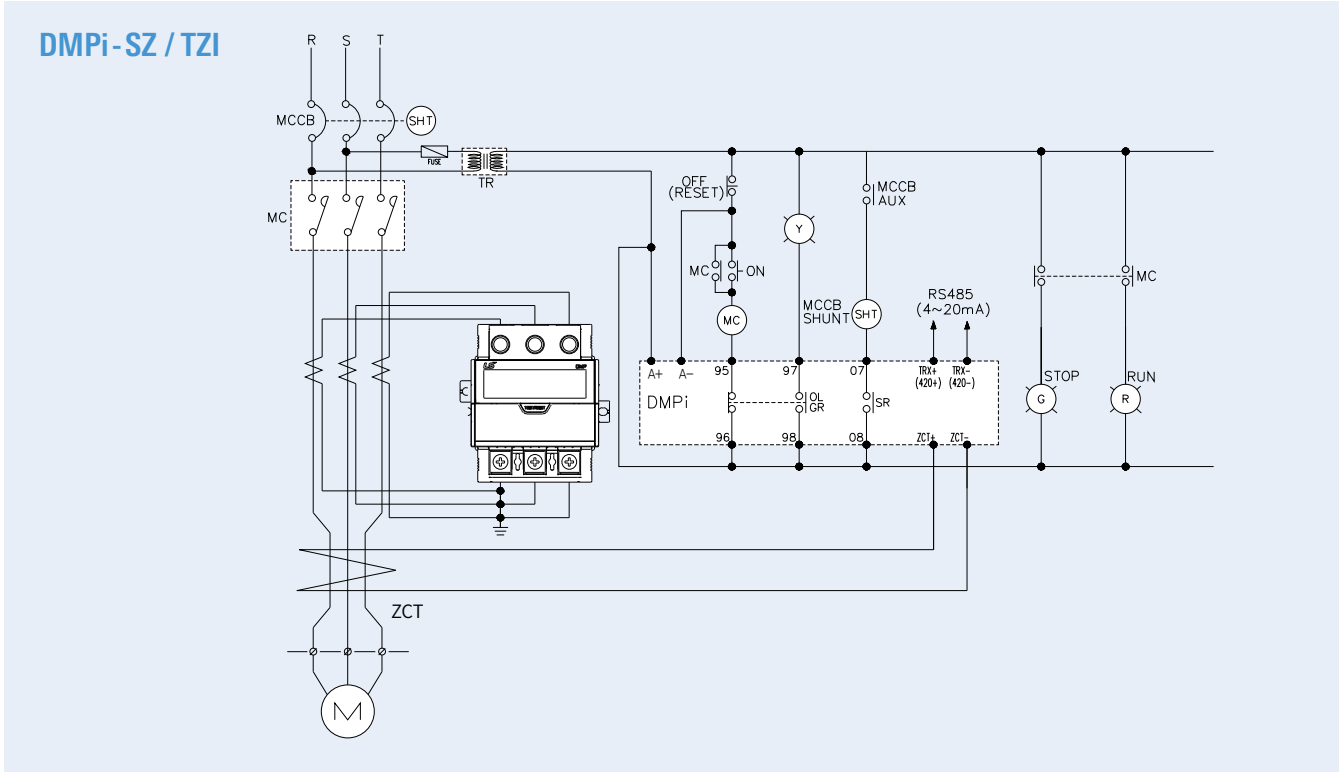 DMPi-SZ / TZI
R S T
MCCB
SHT
FUSE
TR
MC
OFF
(RESET)
MCCB
AUX
Y
MC
ON
MC
MCCB
SHUNT
SHT
RS485
(4~20mA)
MC
A+ A- 95 97 07 TRX+ TRX-
(420+) (420-)
DMPi
OL
GR
SR
96 98 08 ZCT+ ZCT-
STOP
G
RUN
R
LS
DMP
ZCT
M